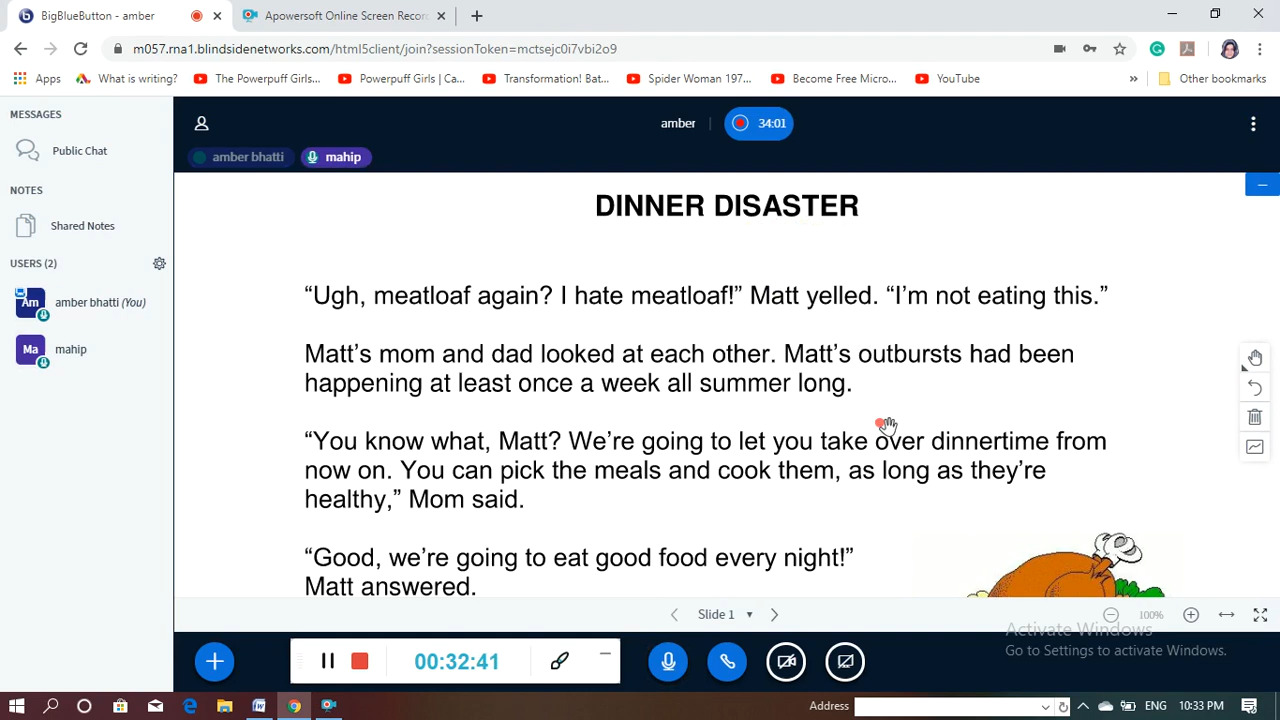 BigBlueButton - amber
Apowersoft Online Screen Recor
m057.rna1.blindsidenetworks.com/html5client/join?sessionToken=mctsejc0i7vbi2o9
Apps
What is writing?
The Powerpuff Girls...
Powerpuff Girls | Ca...
Transformation! Bat...
Spider Woman 197...
Become Free Micro...
YouTube
»
Other bookmarks
MESSAGES
Public Chat
NOTES
Shared Notes
USERS (2)
Am
amber bhatti (You)
Ma
mahip
amber
34:01
amber bhatti
mahip
DINNER DISASTER
“Ugh, meatloaf again? I hate meatloaf!” Matt yelled. “I’m not eating this.”
Matt’s mom and dad looked at each other. Matt’s outbursts had been
happening at least once a week all summer long.
“You know what, Matt? We’re going to let you take over dinnertime from
now on. You can pick the meals and cook them, as long as they’re
healthy,” Mom said.
“Good, we’re going to eat good food every night!”
Matt answered.
Slide 1
100%
Activate Windows
Go to Settings to activate Windows.
00:32:41
Address
ENG
10:33 PM